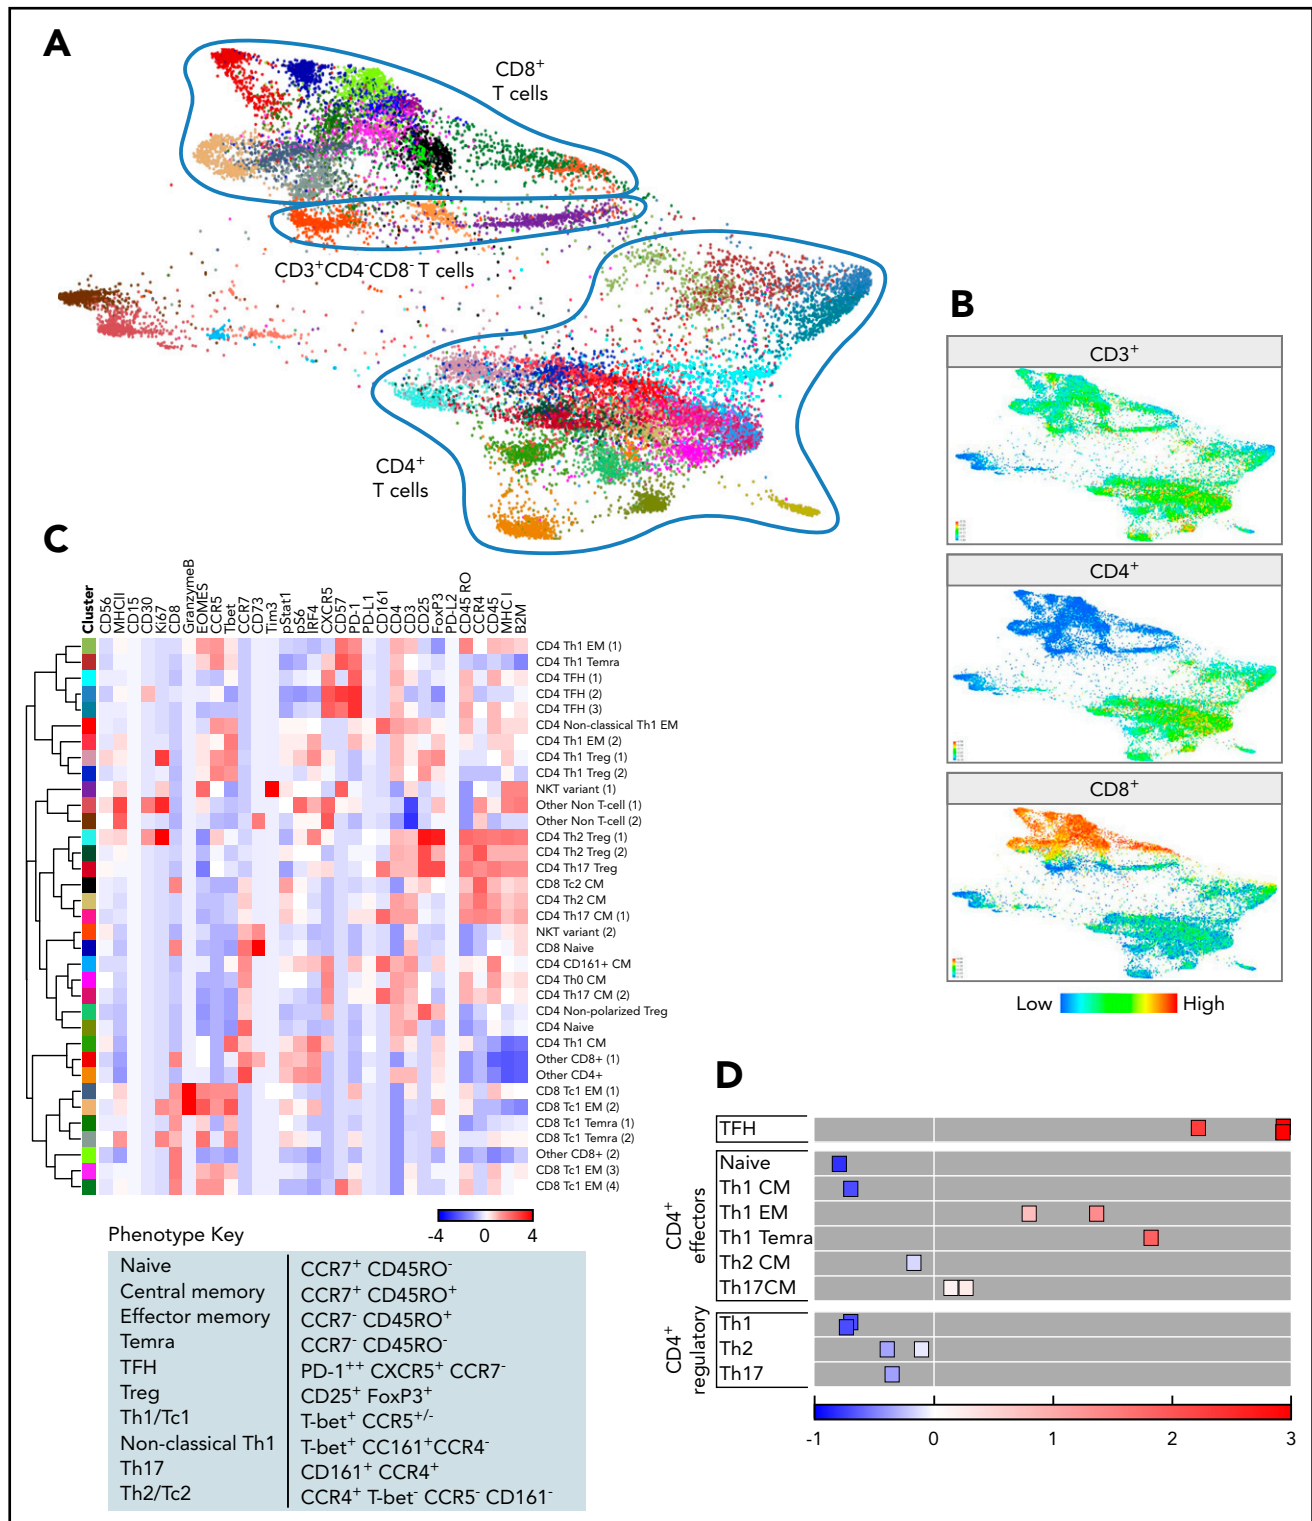 A
CD8+
T cells
CD3+CD4-CD8- T cells
CD4+
T cells
B
CD3+
CD4+
CD8+
Low High
C
Cluster
CD56
MHCII
CD15
CD30
Ki67
CD8
GranzymeB
EOMES
CCR5
Tbet
CCR7
CD73
Tim3
pStat1
pS6
IRF4
CXCR5
CD57
PD-1
PD-L1
CD161
CD4
CD3
CD25
FoxP3
PD-L2
CD45 RO
CCR4
CD45
MHC I
B2M
CD4 Th1 EM (1)
CD4 Th1 Temra
CD4 TFH (1)
CD4 TFH (2)
CD4 TFH (3)
CD4 Non-classical Th1 EM
CD4 Th1 EM (2)
CD4 Th1 Treg (1)
CD4 Th1 Treg (2)
NKT variant (1)
Other Non T-cell (1)
Other Non T-cell (2)
CD4 Th2 Treg (1)
CD4 Th2 Treg (2)
CD4 Th17 Treg
CD8 Tc2 CM
CD4 Th2 CM
CD4 Th17 CM (1)
NKT variant (2)
CD8 Naive
CD4 CD161+ CM
CD4 Th0 CM
CD4 Th17 CM (2)
CD4 Non-polarized Treg
CD4 Naive
CD4 Th1 CM
Other CD8+ (1)
Other CD4+
CD8 Tc1 EM (1)
CD8 Tc1 EM (2)
CD8 Tc1 Temra (1)
CD8 Tc1 Temra (2)
Other CD8+ (2)
CD8 Tc1 EM (3)
CD8 Tc1 EM (4)
-4 0 4
Phenotype Key
Naive CCR7+ CD45RO-
Central memory CCR7+ CD45RO+
Effector memory CCR7- CD45RO+
Temra CCR7- CD45RO-
TFH PD-1++ CXCR5+ CCR7-
Treg CD25+ FoxP3+
Th1/Tc1 T-bet+ CCR5+/-
Non-classical Th1 T-bet+ CC161+CCR4-
Th17 CD161+ CCR4+
Th2/Tc2 CCR4+ T-bet- CCR5- CD161-
D
TFH
CD4+
effectors
Naive
Th1 CM
Th1 EM
Th1 Temra
Th2 CM
Th17CM
CD4+
regulatory
Th1
Th2
Th17
-1 0 1 2 3